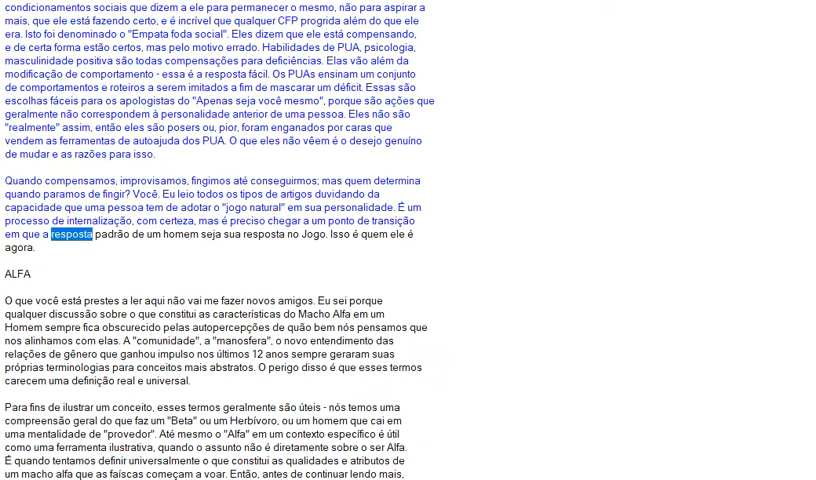 condicionamentos sociais que dizem a ele para permanecer o mesmo, não para aspirar a
mais, que ele está fazendo certo, e é incrível que qualquer CFP progrida além do que ele
era. Isto foi denominado o "Empata foda social". Eles dizem que ele está compensando,
e de certa forma estão certos, mas pelo motivo errado. Habilidades de PUA, psicologia,
masculinidade positiva são todas compensações para deficiências. Elas vão além da
modificação de comportamento - essa é a resposta fácil. Os PUAs ensinam um conjunto
de comportamentos e roteiros a serem imitados a fim de mascarar um déficit. Essas são
escolhas fáceis para os apologistas do "Apenas seja você mesmo", porque são ações que
geralmente não correspondem à personalidade anterior de uma pessoa. Eles não são
"realmente" assim, então eles são posers ou, pior, foram enganados por caras que
vendem as ferramentas de autoajuda dos PUA. O que eles não vêem é o desejo genuíno
de mudar e as razões para isso.
Quando compensamos, improvisamos, fingimos até conseguirmos; mas quem determina
quando paramos de fingir? Você. Eu leio todos os tipos de artigos duvidando da
capacidade que uma pessoa tem de adotar o "jogo natural" em sua personalidade. É um
processo de internalização, com certeza, mas é preciso chegar a um ponto de transição
em que a resposta padrão de um homem seja sua resposta no Jogo. Isso é quem ele é
agora.
ALFA
O que você está prestes a ler aqui não vai me fazer novos amigos. Eu sei porque
qualquer discussão sobre o que constitui as características do Macho Alfa em um
Homem sempre fica obscurecido pelas autopercepções de quão bem nós pensamos que
nos alinhamos com elas. A "comunidade", a "manosfera", o novo entendimento das
relações de gênero que ganhou impulso nos últimos 12 anos sempre geraram suas
próprias terminologias para conceitos mais abstratos. O perigo disso é que esses termos
carecem uma definição real e universal.
Para fins de ilustrar um conceito, esses termos geralmente são úteis - nós temos uma
compreensão geral do que faz um "Beta" ou um Herbívoro, ou um homem que cai em
uma mentalidade de "provedor". Até mesmo o "Alfa" em um contexto específico é útil
como uma ferramenta ilustrativa, quando o assunto não é diretamente sobre o ser Alfa.
É quando tentamos definir universalmente o que constitui as qualidades e atributos de
um macho alfa que as faíscas começam a voar. Então, antes de continuar lendo mais,